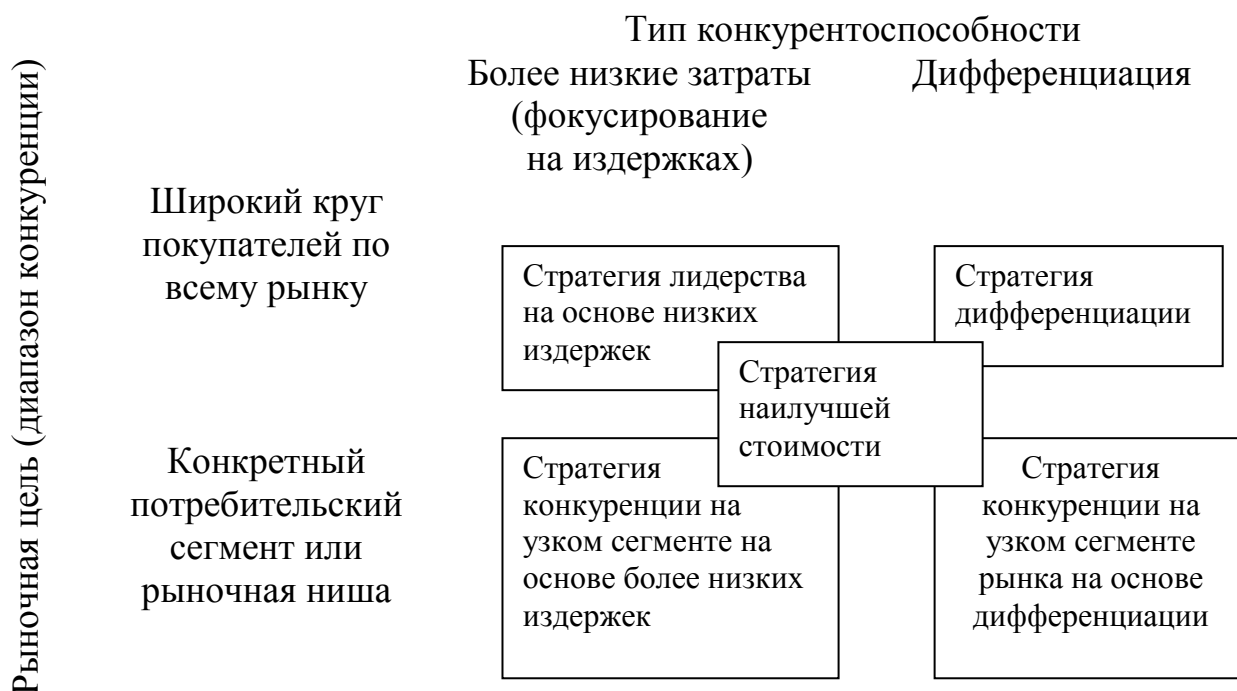 Тип конкурентоспособности
Более низкие затраты
(фокусирование
на издержках)
Дифференциация
Рыночная цель (диапазон конкуренции)
Широкий круг
покупателей по
всему рынку
Стратегия лидерства
на основе низких
издержек
Стратегия
дифференциации
Стратегия
наилучшей
стоимости
Конкретный
потребительский
сегмент или
рыночная ниша
Стратегия
конкуренции на
узком сегменте на
основе более низких
издержек
Стратегия
конкуренции на
узком сегменте
рынка на основе
дифференциации